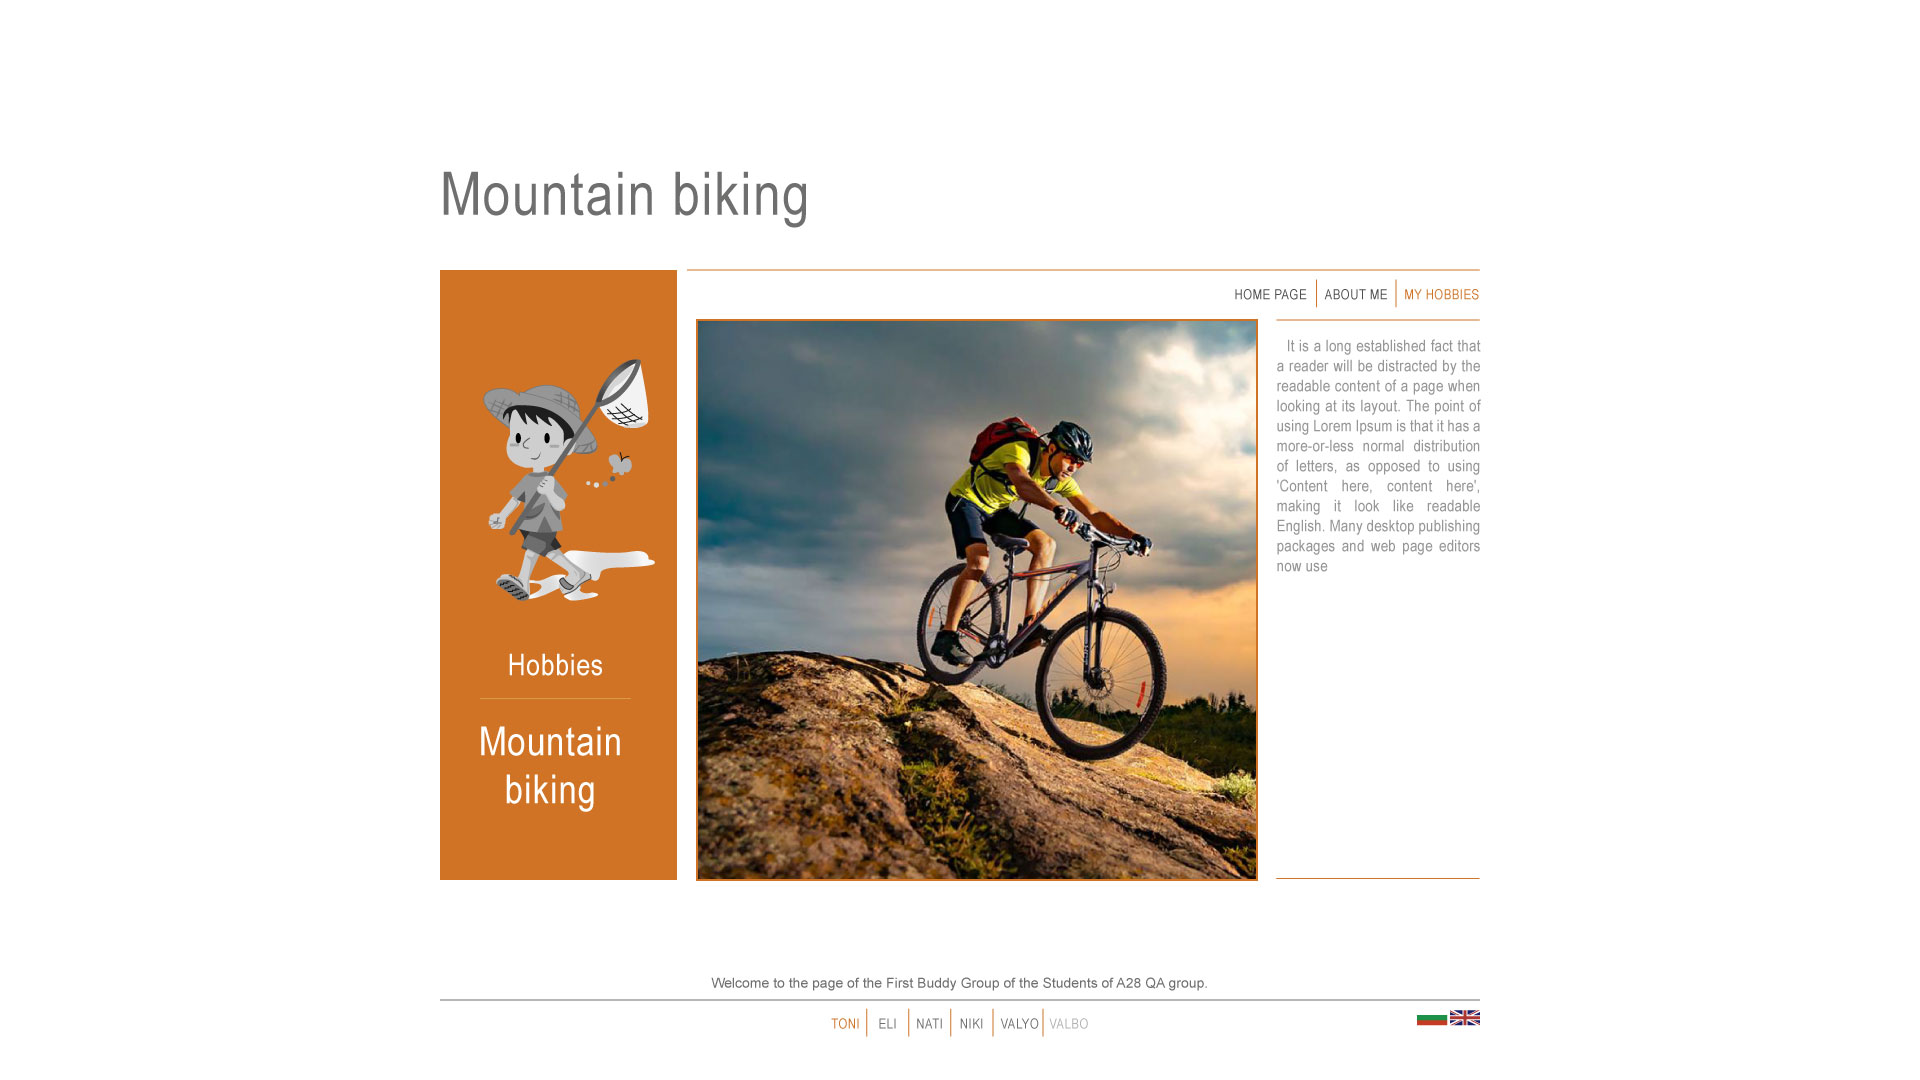 Mountain biking
HOME PAGE
ABOUT ME
MY HOBBIES
Hobbies
Mountain
biking
It is a long established fact that
a reader will be distracted by the
readable content of a page when
looking at its layout. The point of
using Lorem Ipsum is that it has a
more-or-less normal distribution
of letters, as opposed to using
'Content here, content here',
making it look like readable
English. Many desktop publishing
packages and web page editors
now use
Welcome to the page of the First Buddy Group of the Students of A28 QA group.
TONI
ELI
NATI
NIKI
VALYO
VALBO